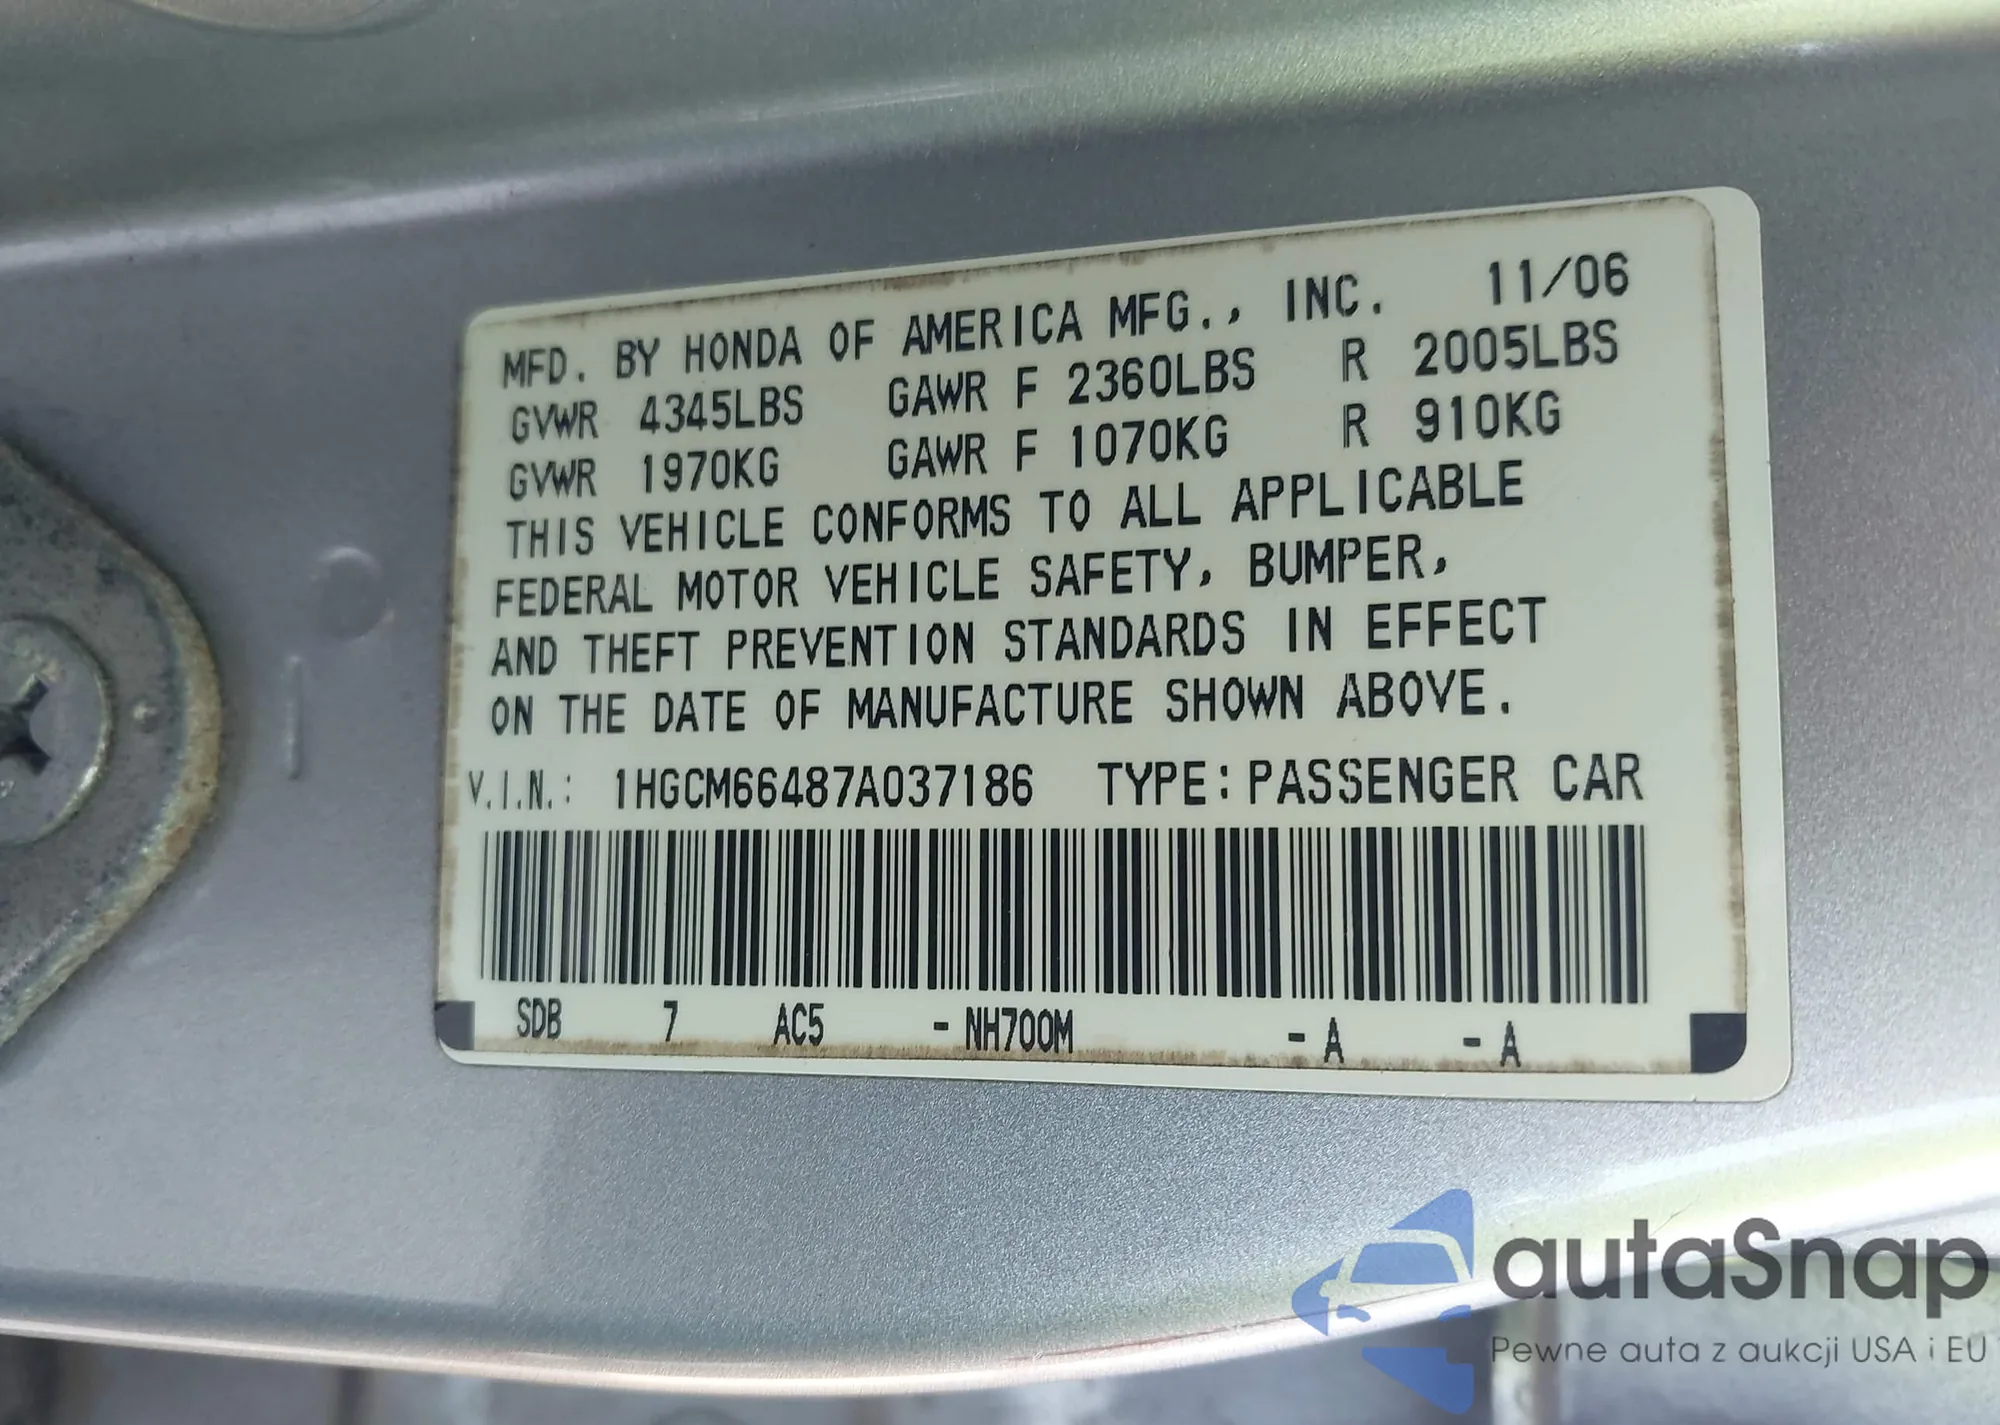 MFD. BY HONDA OF AMERICA MFG., INC. 11/06
GVWR 4345LBS GAWR F 2360LBS R 2005LBS
GVWR 1970KG GAWR F 1070KG R 910KG
THIS VEHICLE CONFORMS TO ALL APPLICABLE
FEDERAL MOTOR VEHICLE SAFETY, BUMPER,
AND THEFT PREVENTION STANDARDS IN EFFECT
ON THE DATE OF MANUFACTURE SHOWN ABOVE.
V.I.N.: 1HGCM66487A037186 TYPE: PASSENGER CAR
SDB 7 AC5 - NH700M - A - A
autaSnap
Pewne auta z aukcji USA i EU